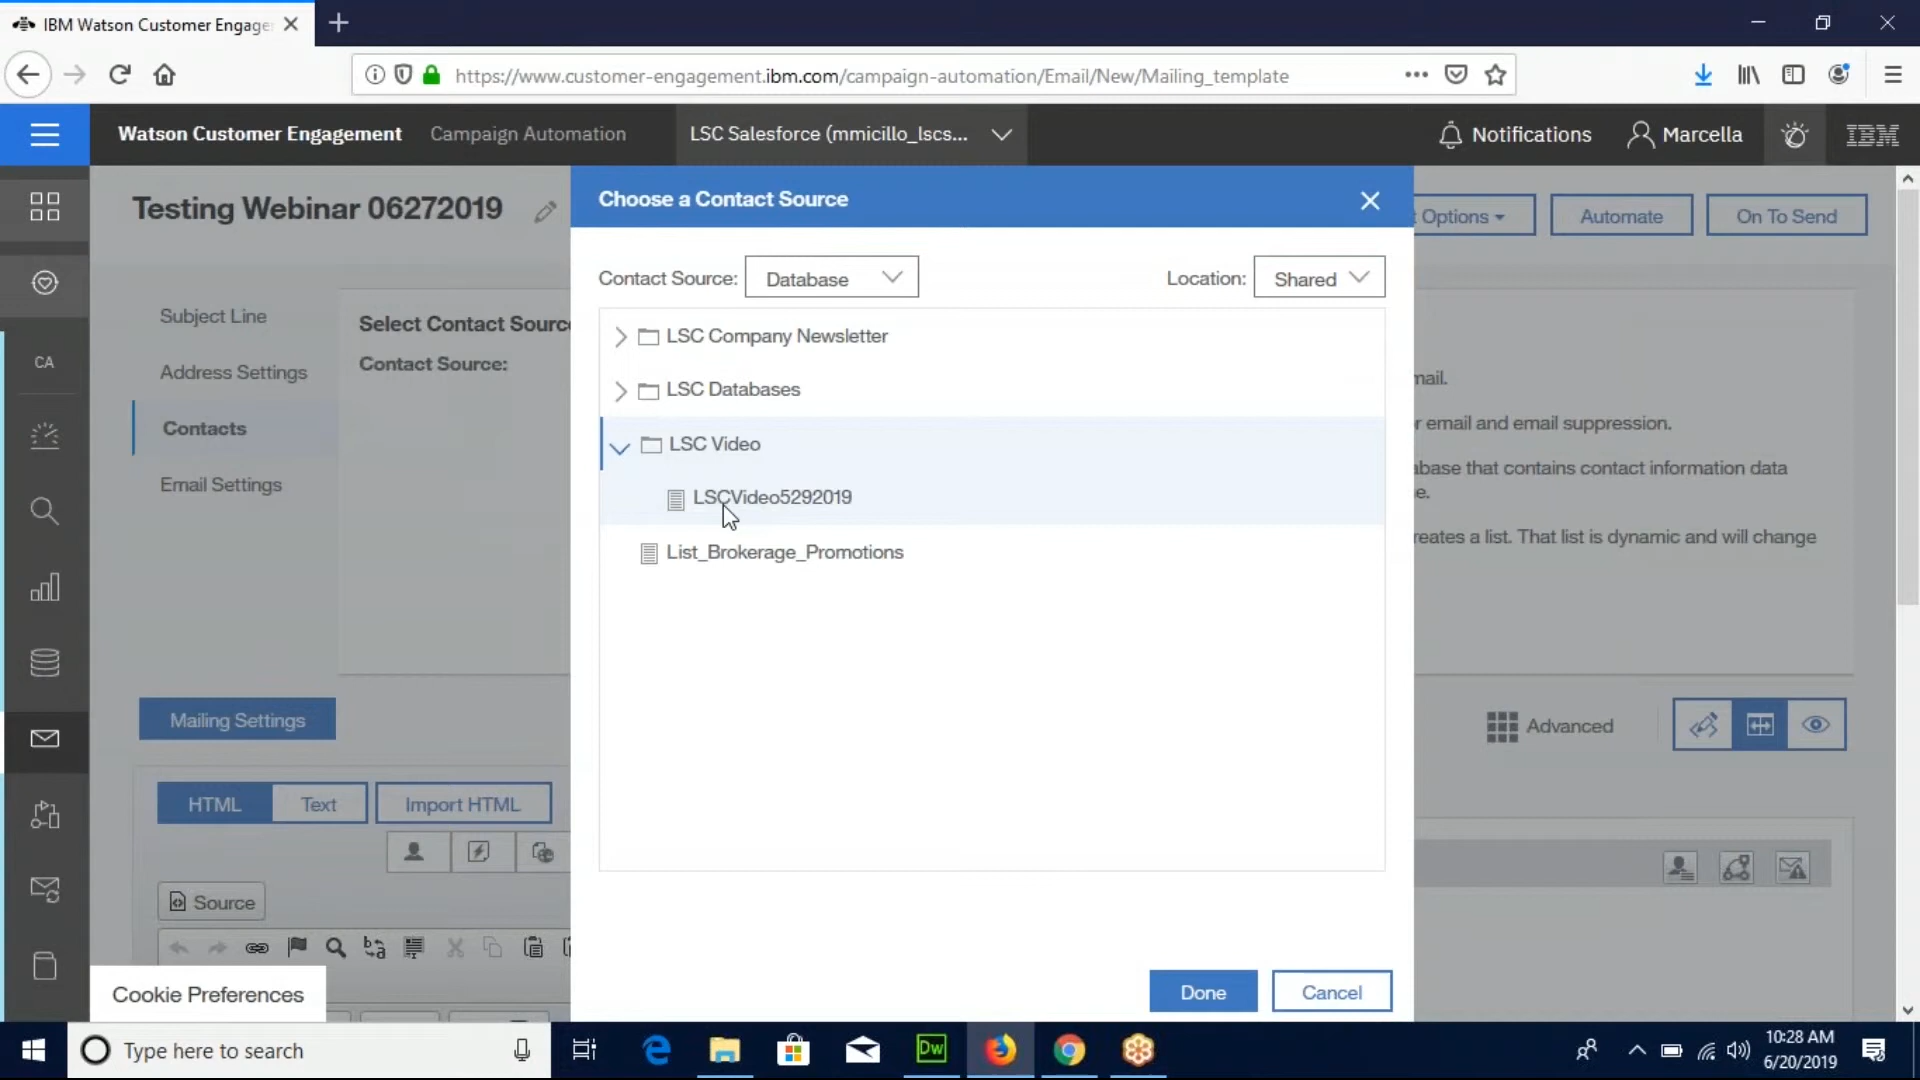 IBM Watson Customer Engage
https://www.customer-engagement.ibm.com/campaign-automation/Email/New/Mailing_template
Watson Customer Engagement
Campaign Automation
LSC Salesforce (mmicillo_lscs...
Notifications
Marcella
IBM
Testing Webinar 06272019
Choose a Contact Source
Options
Automate
On To Send
Contact Source:
Database
Location:
Shared
Subject Line
Address Settings
Contacts
Email Settings
Select Contact Source
Contact Source:
LSC Company Newsletter
LSC Databases
LSC Video
LSCVideo5292019
List_Brokerage_Promotions
mail.
r email and email suppression.
abase that contains contact information data
e.
reates a list. That list is dynamic and will change
CA
Mailing Settings
Advanced
HTML
Text
Import HTML
Source
Cookie Preferences
Done
Cancel
Type here to search
Dw
10:28 AM
6/20/2019